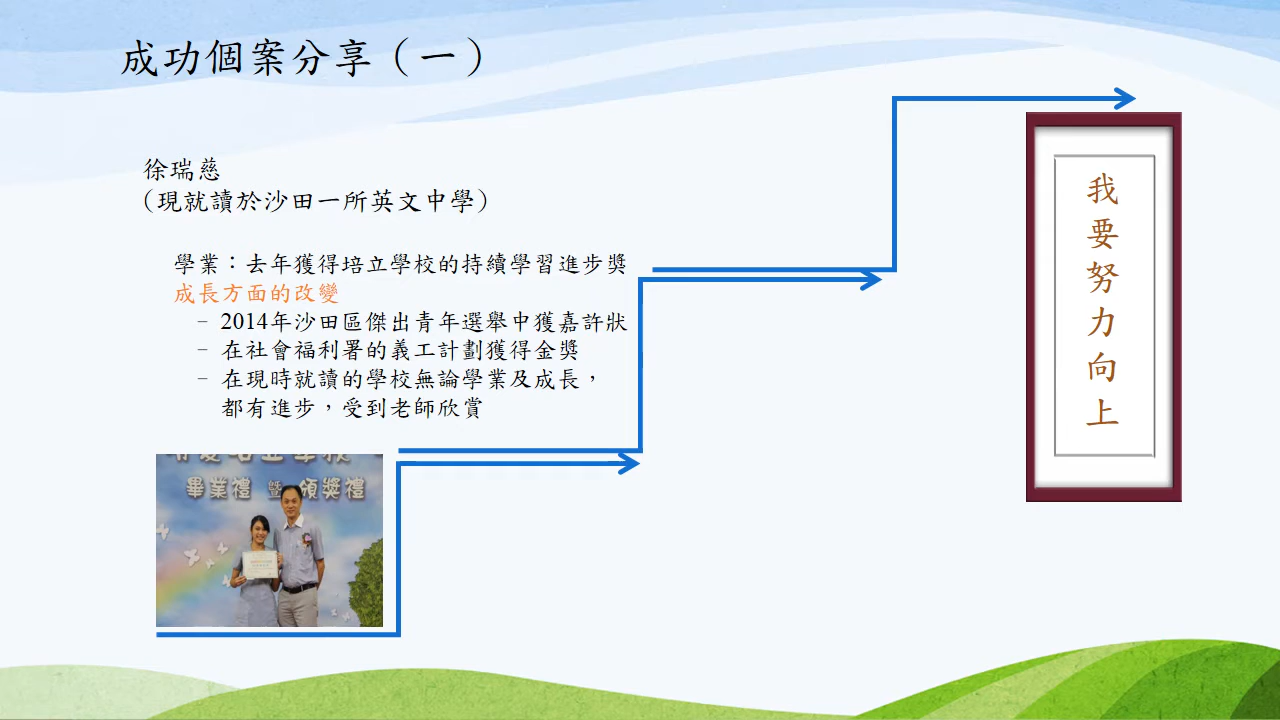 成功個案分享（一）
徐瑞慈
（現就讀於沙田一所英文中學）
學業：去年獲得培立學校的持續學習進步獎
成長方面的改變
- 2014年沙田區傑出青年選舉中獲嘉許狀
- 在社會福利署的義工計劃獲得金獎
- 在現時就讀的學校無論學業及成長，
都有進步，受到老師欣賞
畢業禮 暨 頒獎禮
我要努力向上